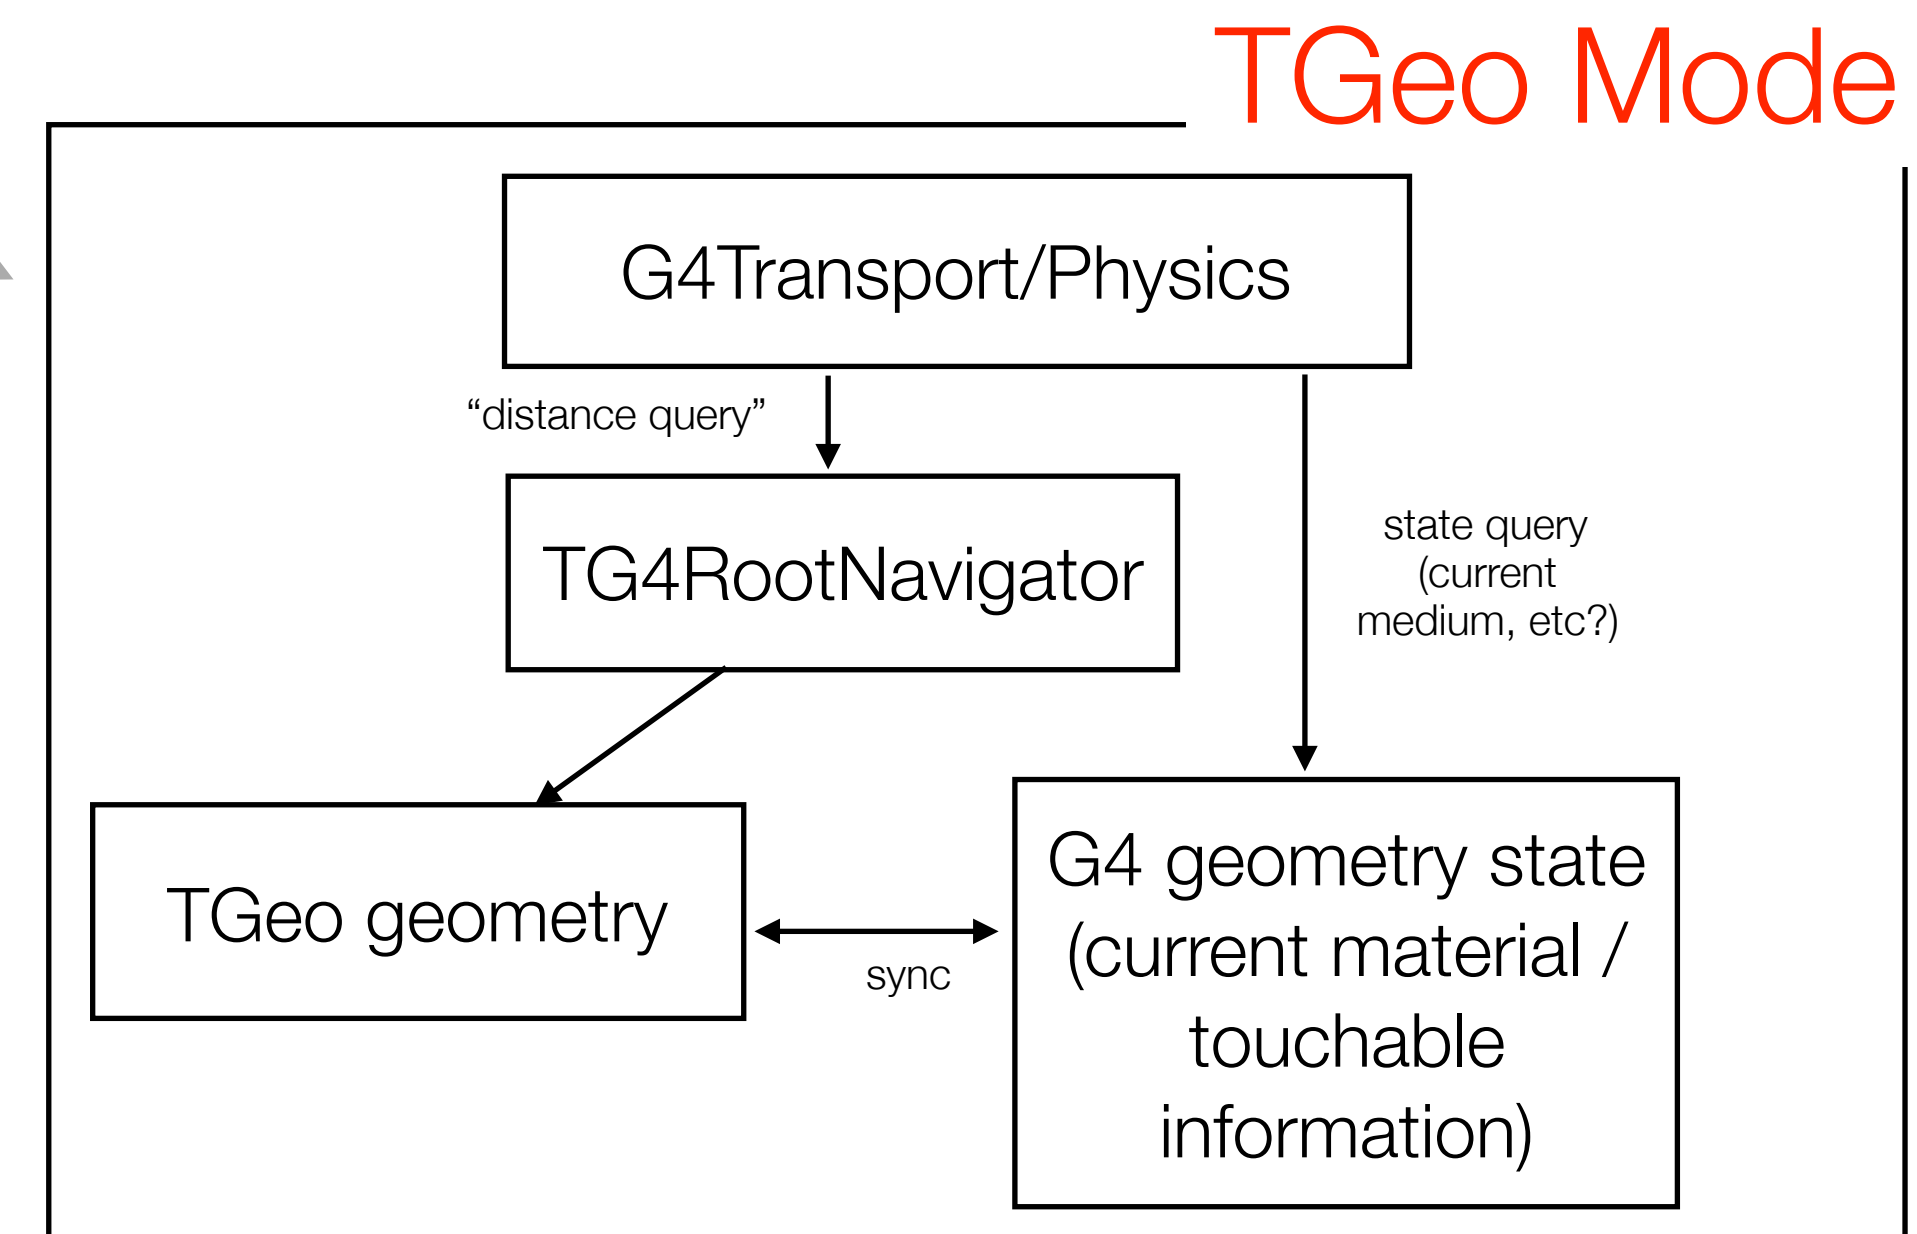 TGeo Mode
G4Transport/Physics
“distance query”
TG4RootNavigator
state query
(current
medium, etc?)
TGeo geometry
sync
G4 geometry state
(current material /
touchable
information)